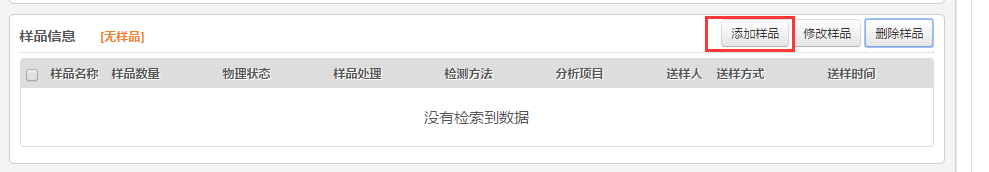 样品信息 [无样品] 添加样品 修改样品 删除样品
样品名称 样品数量 物理状态 样品处理 检测方法 分析项目 送样人 送样方式 送样时间
没有检索到数据